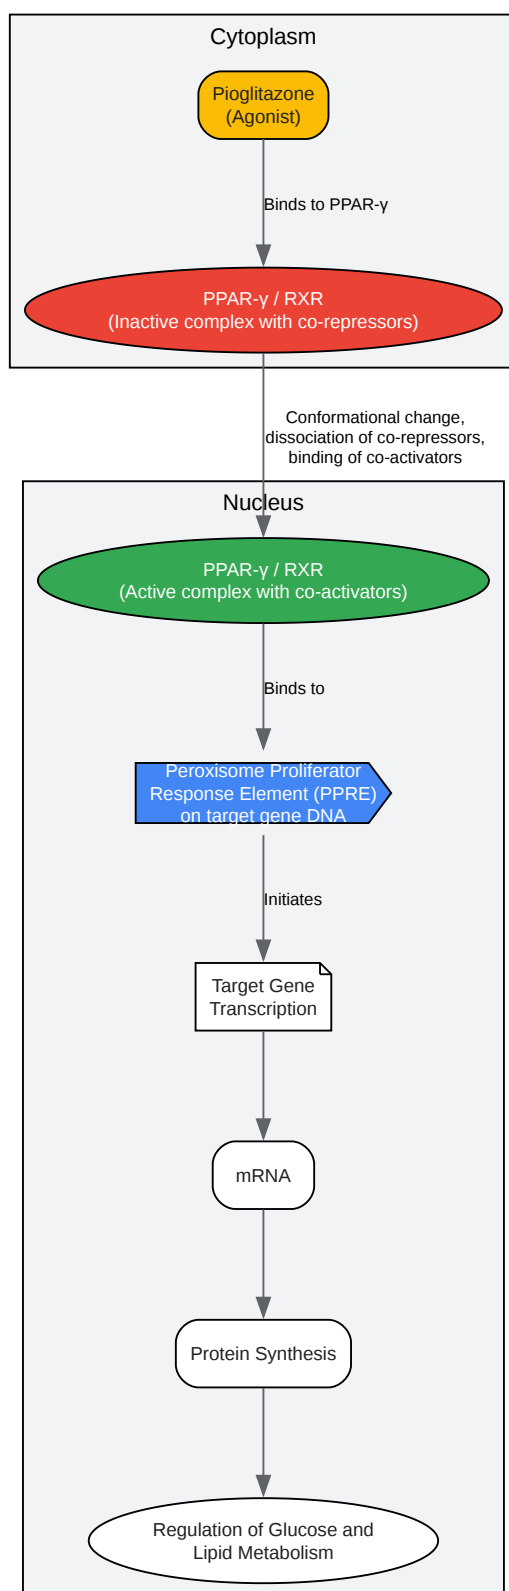 Cytoplasm
Pioglitazone
(Agonist)
Binds to PPAR-γ
PPAR-γ / RXR
(Inactive complex with co-repressors)
Conformational change,
dissociation of co-repressors,
binding of co-activators
Nucleus
PPAR-γ / RXR
(Active complex with co-activators)
Binds to
Peroxisome Proliferator
Response Element (PPRE)
on target gene DNA
Initiates
Target Gene
Transcription
mRNA
Protein Synthesis
Regulation of Glucose and
Lipid Metabolism